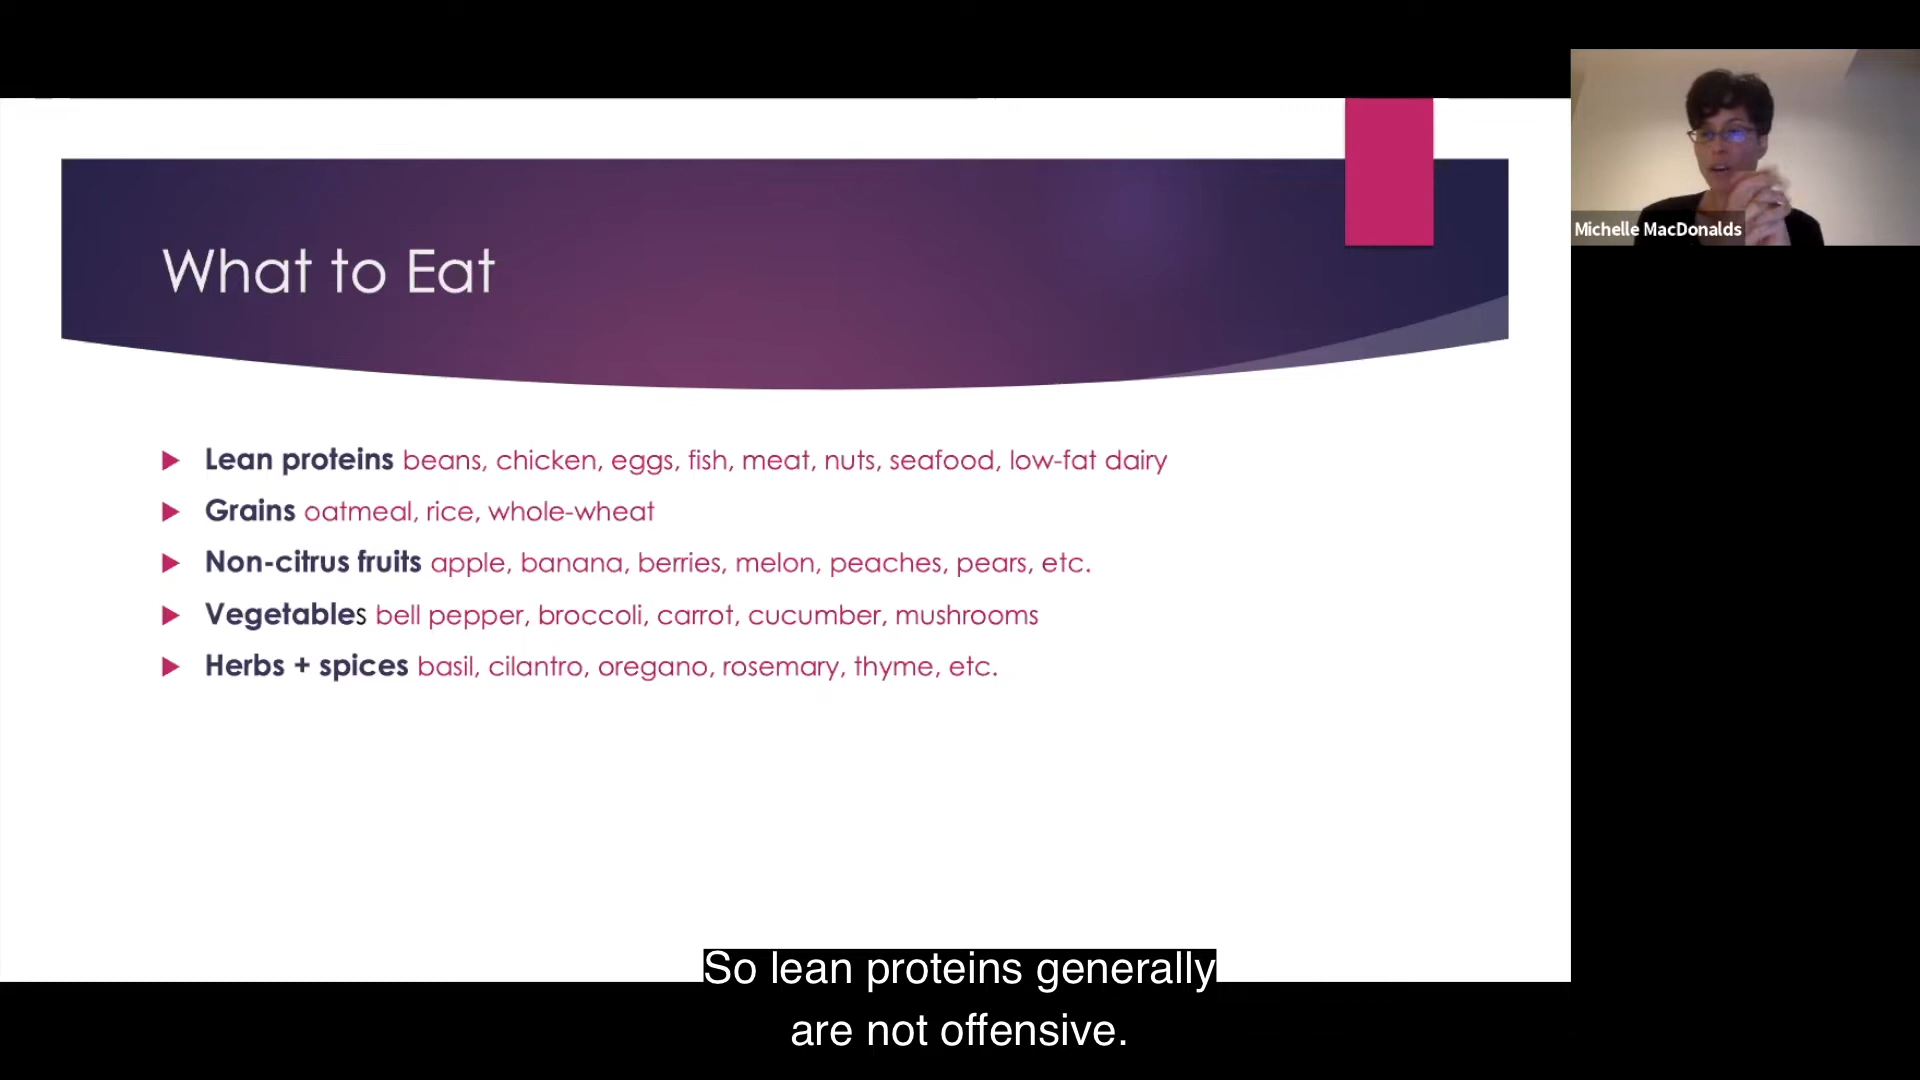 What to Eat
Michelle MacDonalds
Lean proteins beans, chicken, eggs, fish, meat, nuts, seafood, low-fat dairy
Grains oatmeal, rice, whole-wheat
Non-citrus fruits apple, banana, berries, melon, peaches, pears, etc.
Vegetables bell pepper, broccoli, carrot, cucumber, mushrooms
Herbs + spices basil, cilantro, oregano, rosemary, thyme, etc.
So lean proteins generally
are not offensive.